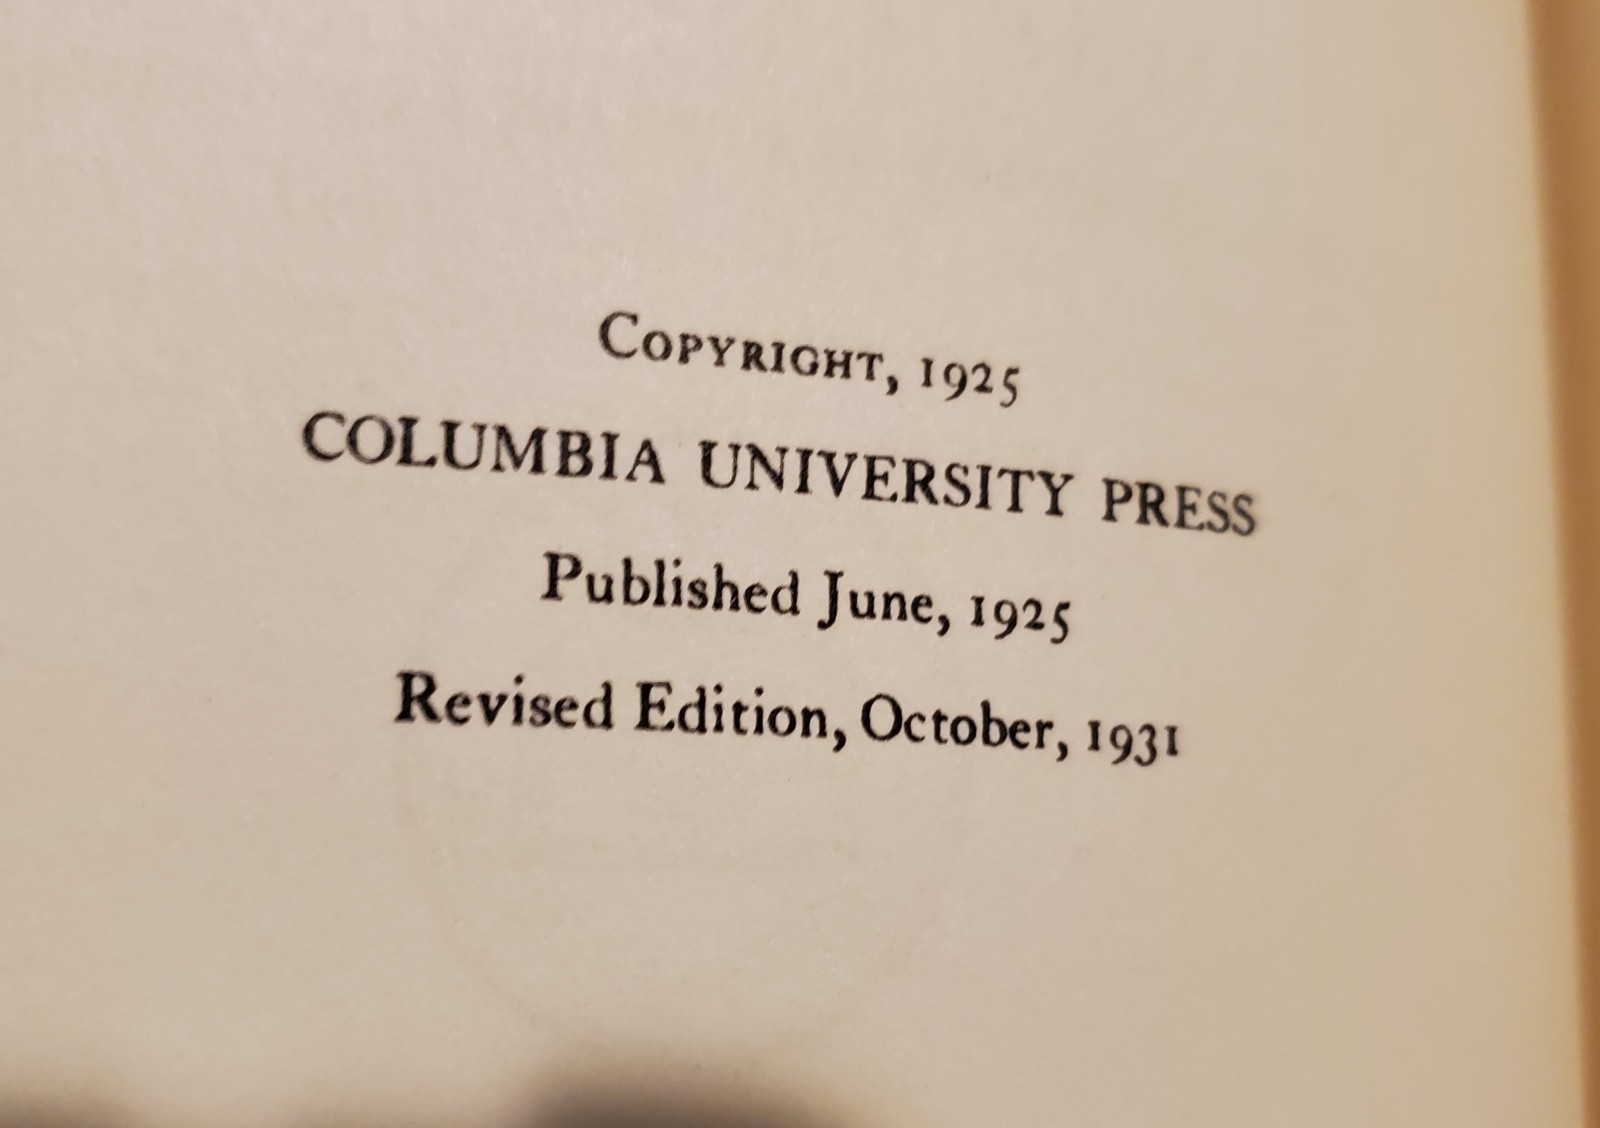 Copyright, 1925
COLUMBIA UNIVERSITY PRESS
Published June, 1925
Revised Edition, October, 1931